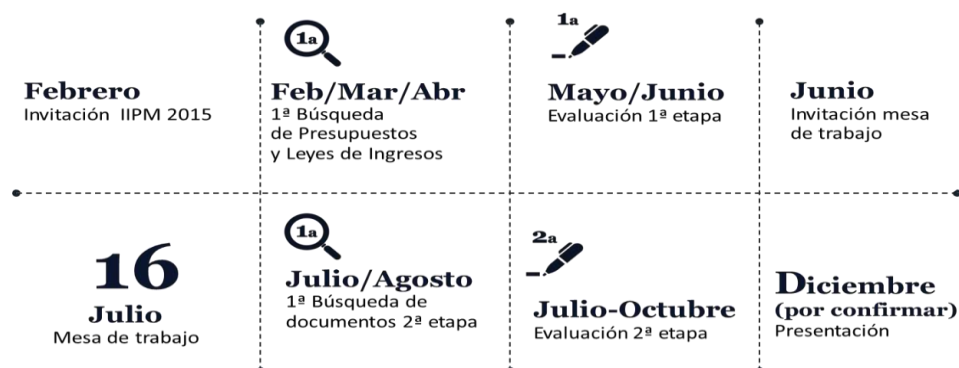 Febrero
Invitación IIPM 2015
1a
Feb/Mar/Abr
1ª Búsqueda
de Presupuestos
y Leyes de Ingresos
1a
Mayo/Junio
Evaluación 1ª etapa
Junio
Invitación mesa
de trabajo
16
Julio
Mesa de trabajo
1a
Julio/Agosto
1ª Búsqueda de
documentos 2ª etapa
2a
Julio-Octubre
Evaluación 2ª etapa
Diciembre
(por confirmar)
Presentación